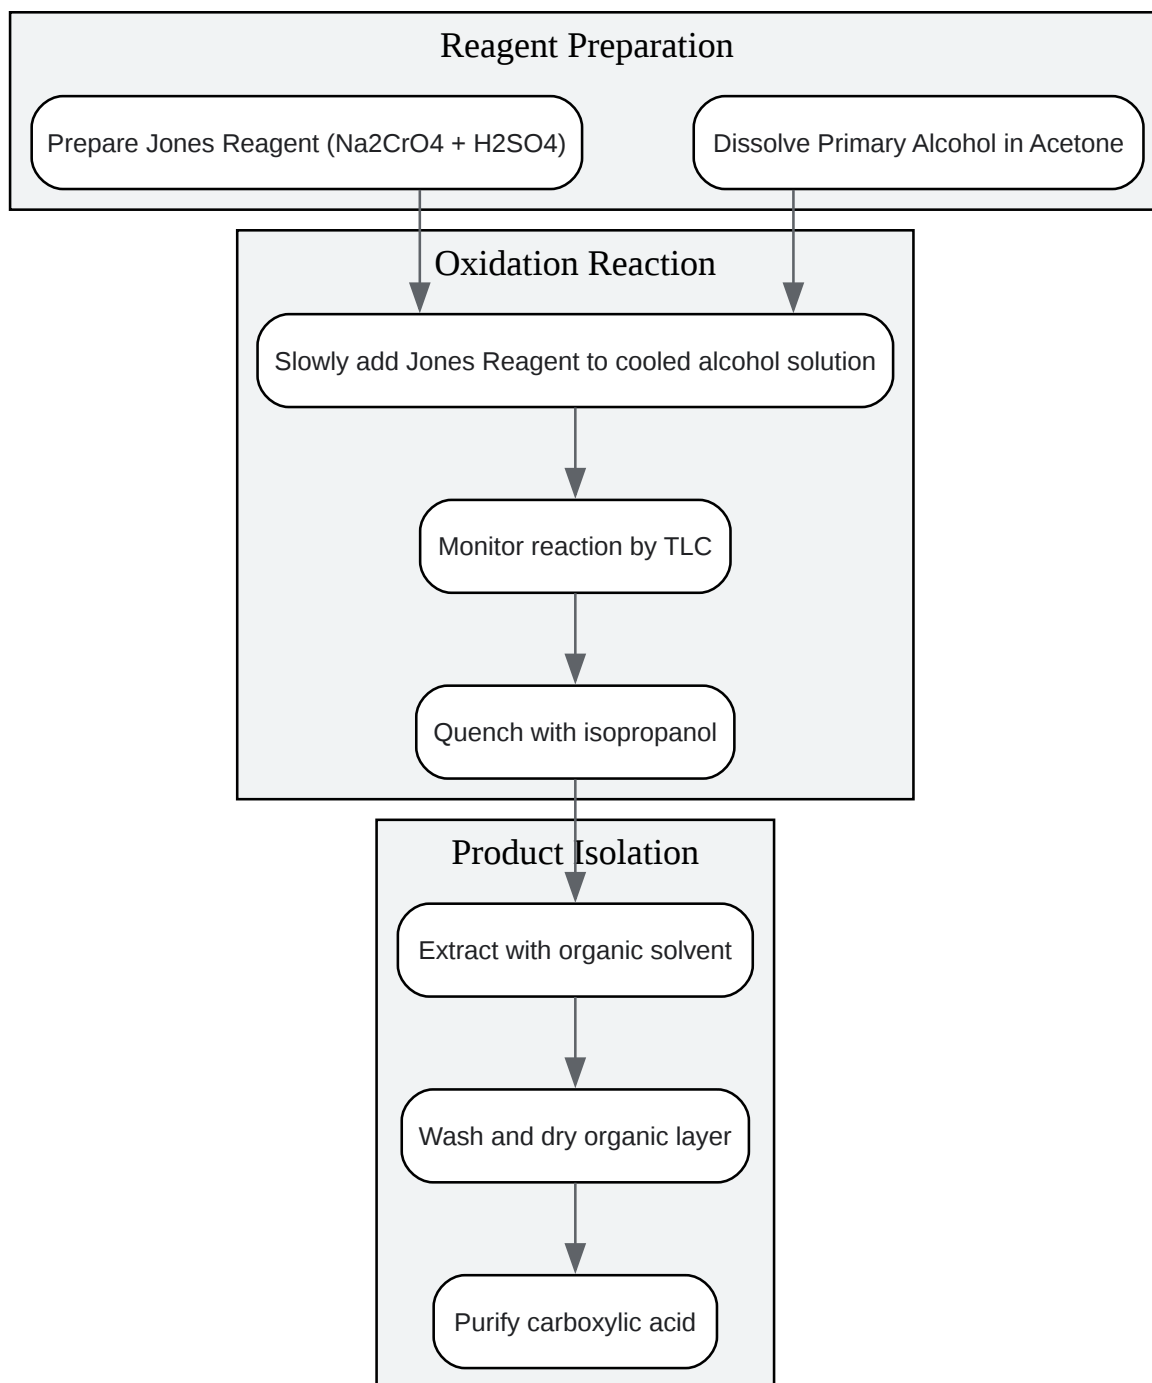 Reagent Preparation
Prepare Jones Reagent (Na2CrO4 + H2SO4)
Dissolve Primary Alcohol in Acetone
Oxidation Reaction
Slowly add Jones Reagent to cooled alcohol solution
Monitor reaction by TLC
Quench with isopropanol
Product Isolation
Extract with organic solvent
Wash and dry organic layer
Purify carboxylic acid